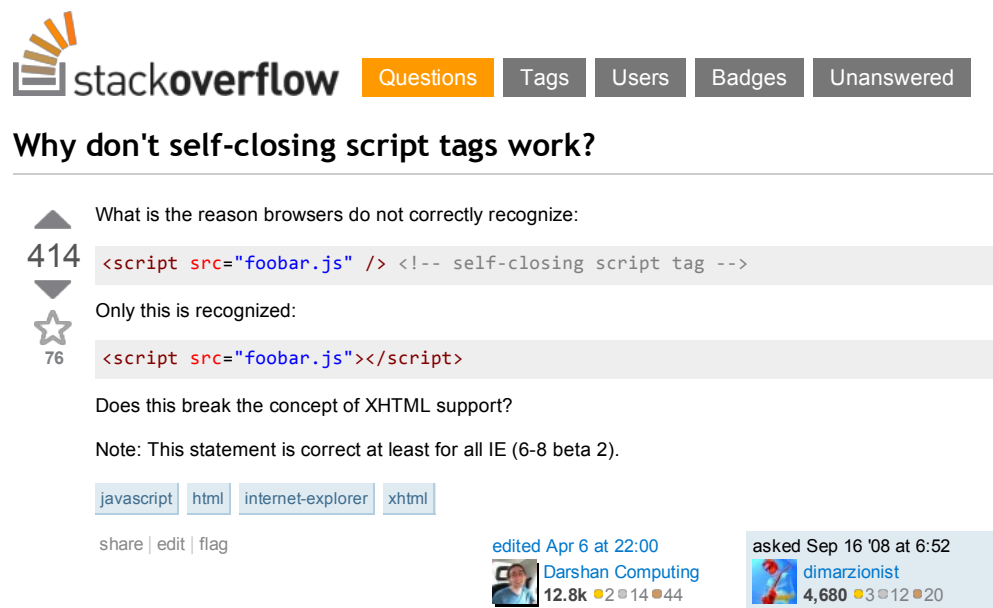 stackoverflow Questions Tags Users Badges Unanswered
Why don't self-closing script tags work?
What is the reason browsers do not correctly recognize:
414
<script src="foobar.js" /> <!-- self-closing script tag -->
Only this is recognized:
76
<script src="foobar.js"></script>
Does this break the concept of XHTML support?
Note: This statement is correct at least for all IE (6-8 beta 2).
javascript html internet-explorer xhtml
share | edit | flag
edited Apr 6 at 22:00
Darshan Computing
12.8k 2 14 44
asked Sep 16 '08 at 6:52
dimarzionist
4,680 3 12 20